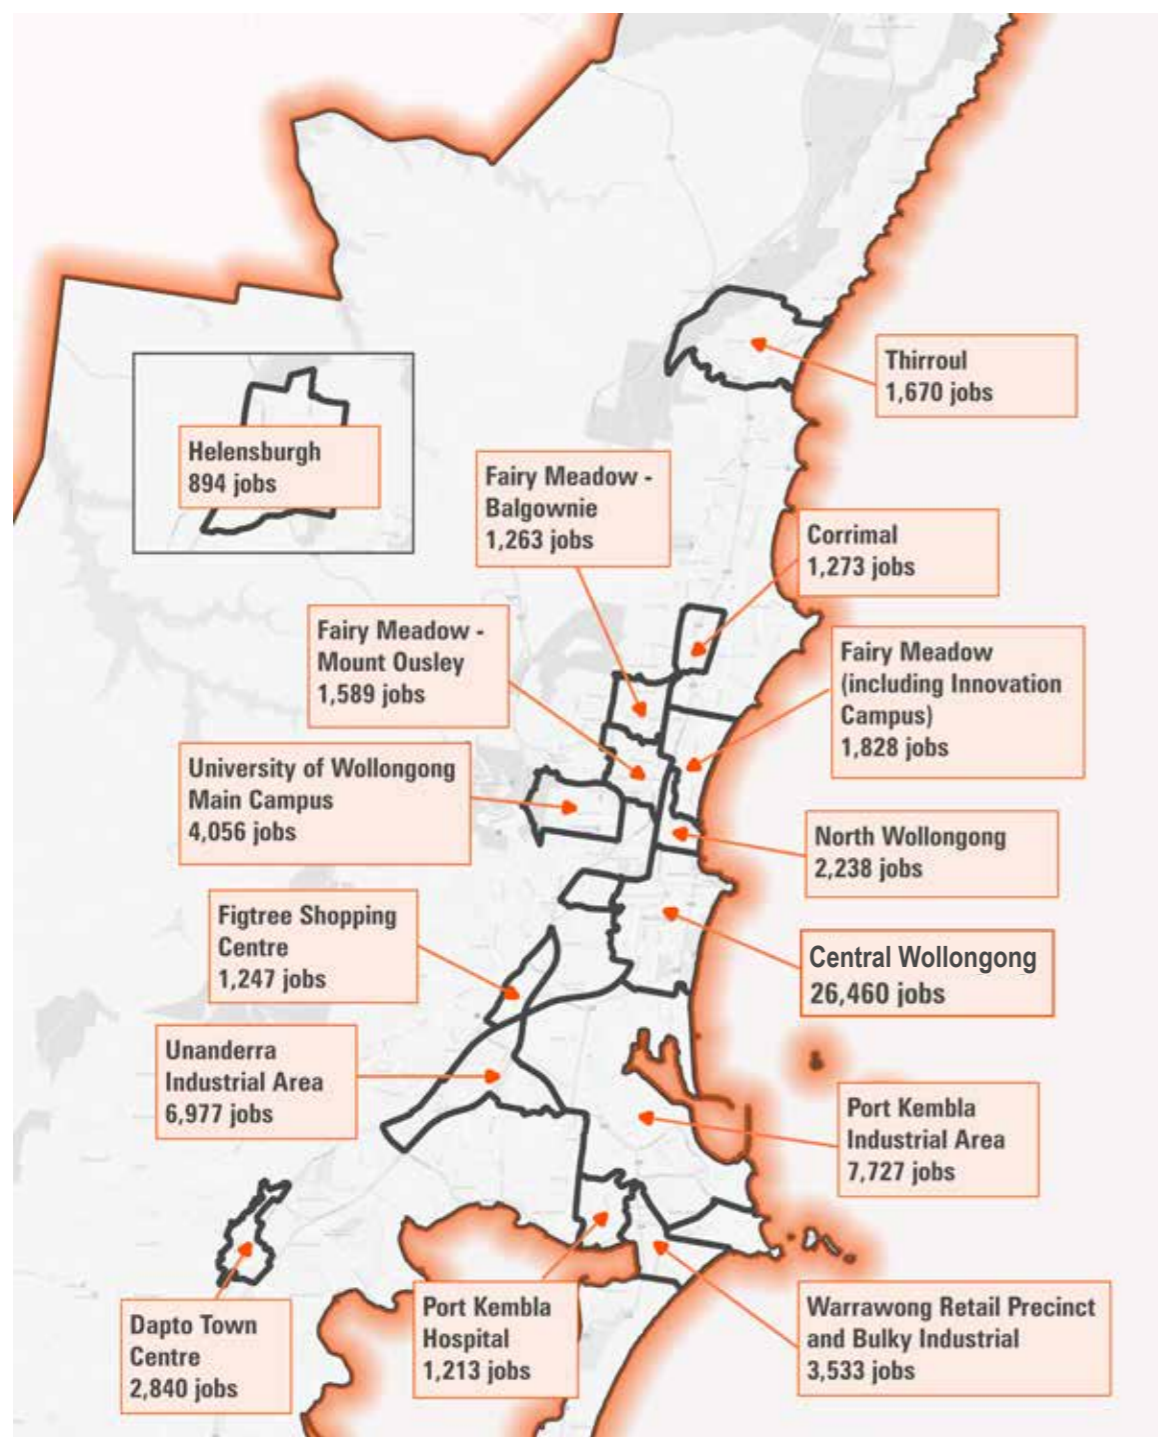 Thirroul
1,670 jobs
Helensburgh
894 jobs
Fairy Meadow -
Balgownie
1,263 jobs
Corrimal
1,273 jobs
Fairy Meadow -
Mount Ousley
1,589 jobs
Fairy Meadow
(including Innovation
Campus)
1,828 jobs
University of Wollongong
Main Campus
4,056 jobs
North Wollongong
2,238 jobs
Figtree Shopping
Centre
1,247 jobs
Central Wollongong
26,460 jobs
Unanderra
Industrial Area
6,977 jobs
Port Kembla
Industrial Area
7,727 jobs
Dapto Town
Centre
2,840 jobs
Port Kembla
Hospital
1,213 jobs
Warrawong Retail Precinct
and Bulky Industrial
3,533 jobs